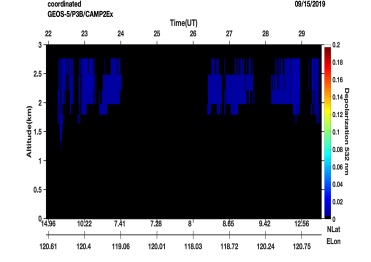 coordinated 09/15/2019
GEOS-5/P3B/CAMP2Ex
Time(UT)
22 23 24 25 26 27 28 29
Altitude(km)
3
2.5
2
1.5
1
0.5
0
0.2
0.18
0.16
0.14
0.12
0.1
0.08
0.06
0.04
0.02
0
Depolarization 532 nm
14.96 10.22 7.41 7.28 8 8.65 9.42 12.56 NLat
120.61 120.4 119.06 120.01 118.03 118.72 120.24 120.75 ELon